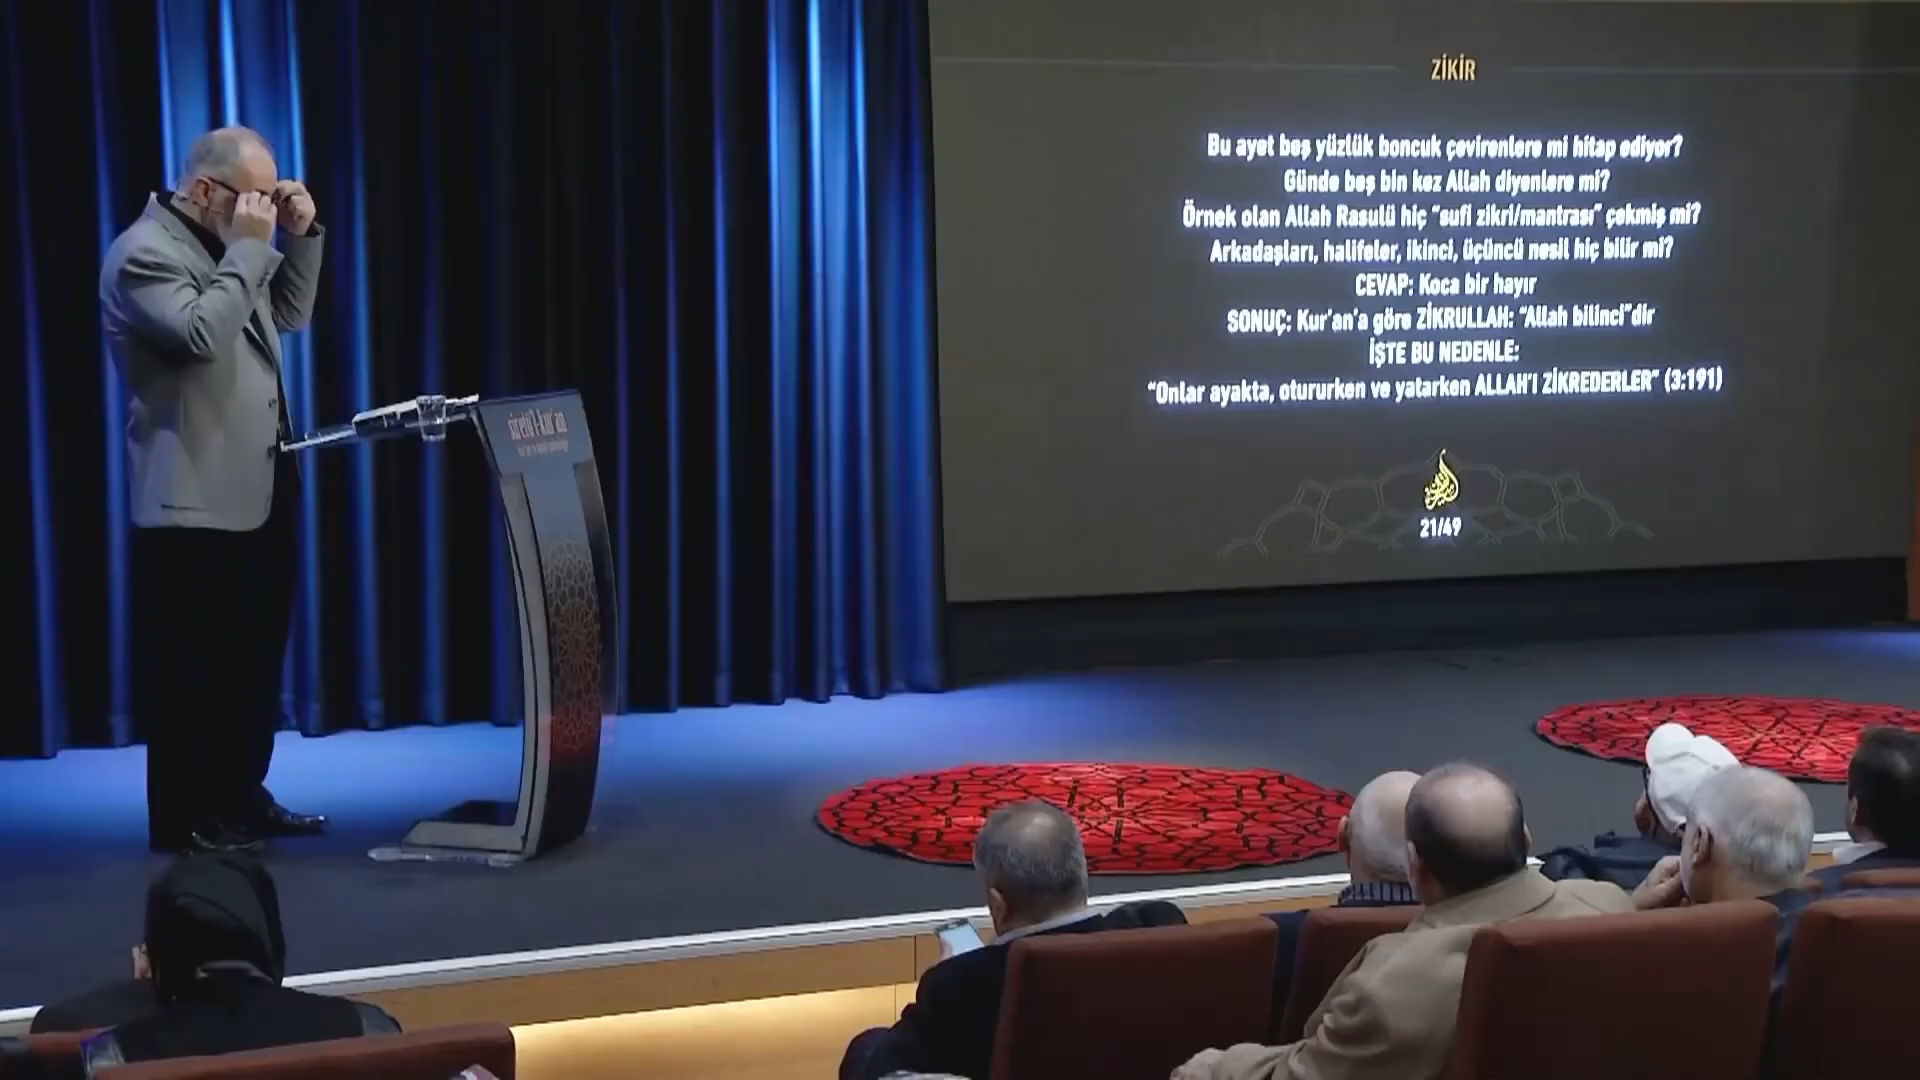 ZİKİR
Bu ayet beş yüzlük boncuk çevirenlere mi hitap ediyor?
Günde beş bin kez Allah diyenlere mi?
Örnek olan Allah Rasulü hiç “sufi zikri/mantrası” çekmiş mi?
Arkadaşları, halifeler, ikinci, üçüncü nesil hiç bilir mi?
CEVAP: Koca bir hayır
SONUÇ: Kur’an’a göre ZİKRULLAH: “Allah bilinci”dir
İŞTE BU NEDENLE:
“Onlar ayakta, otururken ve yatarken ALLAH’I ZİKREDERLER” (3:191)
21/49
siretü’l-kur’an